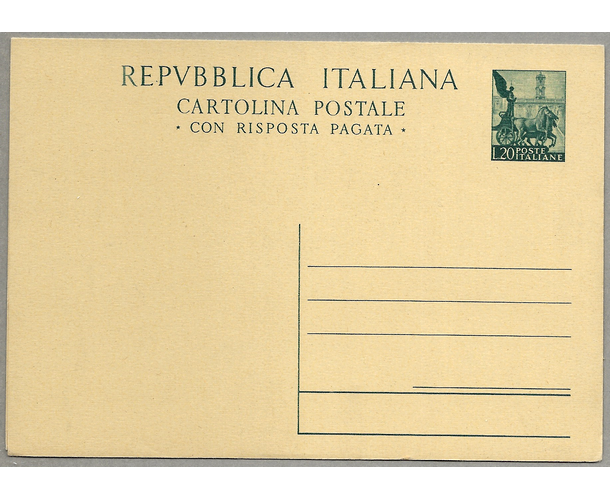 REPVBBLICA ITALIANA
CARTOLINA POSTALE
★ CON RISPOSTA PAGATA ★
L.20 POSTE
ITALIANE